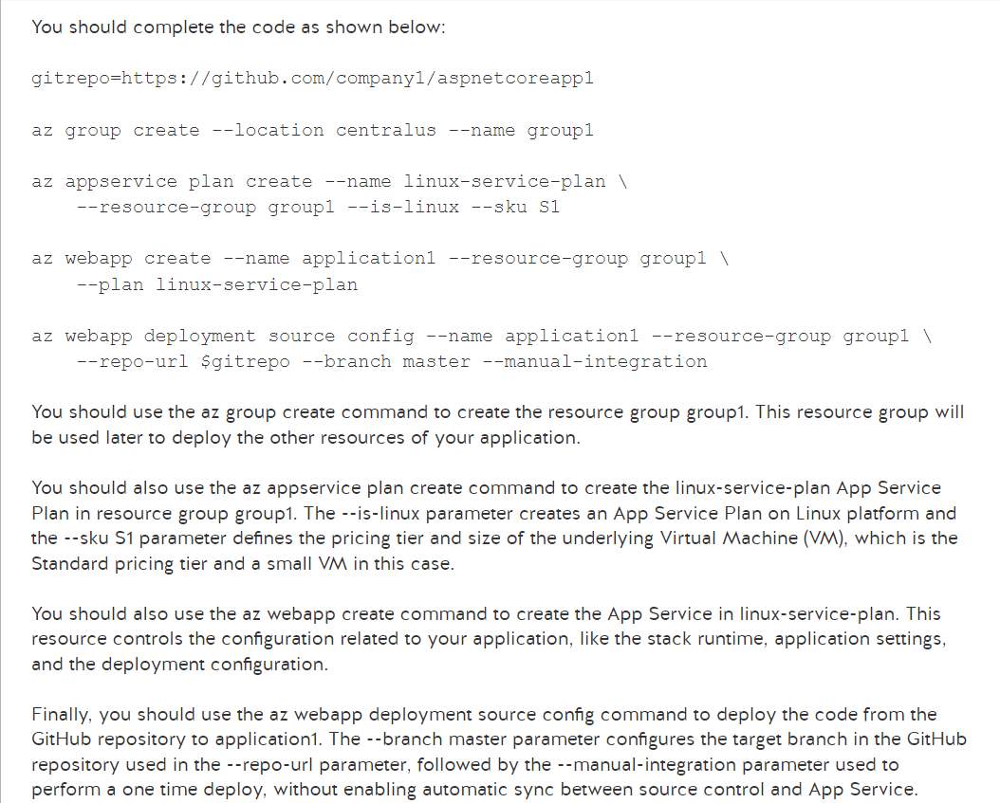 You should complete the code as shown below:
gitrepo=https://github.com/company1/aspnetcoreapp1
az group create --location centralus --name group1
az appservice plan create --name linux-service-plan \
--resource-group group1 --is-linux --sku S1
az webapp create --name application1 --resource-group group1 \
--plan linux-service-plan
az webapp deployment source config --name application1 --resource-group group1 \
--repo-url $gitrepo --branch master --manual-integration
You should use the az group create command to create the resource group group1. This resource group will
be used later to deploy the other resources of your application.
You should also use the az appservice plan create command to create the linux-service-plan App Service
Plan in resource group group1. The --is-linux parameter creates an App Service Plan on Linux platform and
the --sku S1 parameter defines the pricing tier and size of the underlying Virtual Machine (VM), which is the
Standard pricing tier and a small VM in this case.
You should also use the az webapp create command to create the App Service in linux-service-plan. This
resource controls the configuration related to your application, like the stack runtime, application settings,
and the deployment configuration.
Finally, you should use the az webapp deployment source config command to deploy the code from the
GitHub repository to application1. The --branch master parameter configures the target branch in the GitHub
repository used in the --repo-url parameter, followed by the --manual-integration parameter used to
perform a one time deploy, without enabling automatic sync between source control and App Service.